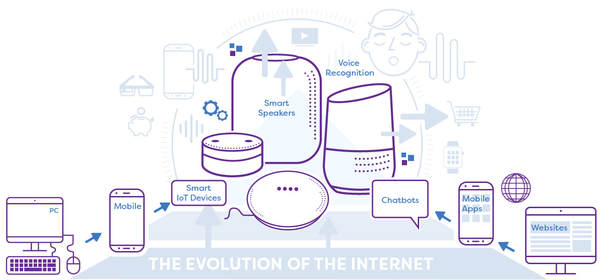 Voice
Recognition
Smart
Speakers
Smart
IoT Devices
Chatbots
PC
Mobile
Mobile
Apps
Websites
THE EVOLUTION OF THE INTERNET